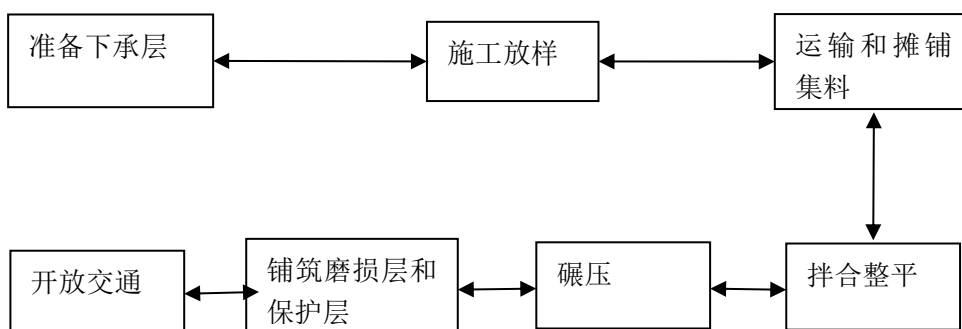 准备下承层
施工放样
运输和摊铺
集料
开放交通
铺筑磨损层和
保护层
碾压
拌合整平